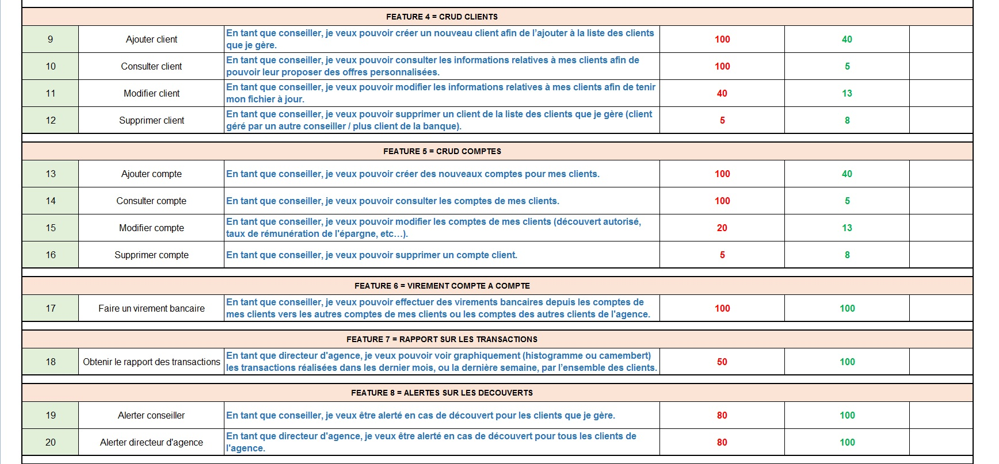 FEATURE 4 = CRUD CLIENTS
9 Ajouter client En tant que conseiller, je veux pouvoir créer un nouveau client afin de l’ajouter à la liste des clients 100 40
que je gère.
10 Consulter client En tant que conseiller, je veux pouvoir consulter les informations relatives à mes clients afin de 100 5
pouvoir leur proposer des offres personnalisées.
11 Modifier client En tant que conseiller, je veux pouvoir modifier les informations relatives à mes clients afin de tenir 40 13
mon fichier à jour.
12 Supprimer client En tant que conseiller, je veux pouvoir supprimer un client de la liste des clients que je gère (client 5 8
géré par un autre conseiller / plus client de la banque).
FEATURE 5 = CRUD COMPTES
13 Ajouter compte En tant que conseiller, je veux pouvoir créer des nouveaux comptes pour mes clients. 100 40
14 Consulter compte En tant que conseiller, je veux pouvoir consulter les comptes de mes clients. 100 5
15 Modifier compte En tant que conseiller, je veux pouvoir modifier les comptes de mes clients (découvert autorisé, 20 13
taux de rémunération de l'épargne, etc…).
16 Supprimer compte En tant que conseiller, je veux pouvoir supprimer un compte client. 5 8
FEATURE 6 = VIREMENT COMPTE A COMPTE
17 Faire un virement bancaire En tant que conseiller, je veux pouvoir effectuer des virements bancaires depuis les comptes de 100 100
mes clients vers les autres comptes de mes clients ou les comptes des autres clients de l'agence.
FEATURE 7 = RAPPORT SUR LES TRANSACTIONS
18 Obtenir le rapport des transactions En tant que directeur d'agence, je veux pouvoir voir graphiquement (histogramme ou camembert) 50 100
les transactions réalisées dans les dernier mois, ou la dernière semaine, par l’ensemble des clients.
FEATURE 8 = ALERTES SUR LES DECOUVERTS
19 Alerter conseiller En tant que conseiller, je veux être alerté en cas de découvert pour les clients que je gère. 80 100
20 Alerter directeur d'agence En tant que directeur d'agence, je veux être alerté en cas de découvert pour tous les clients de 80 100
l'agence.